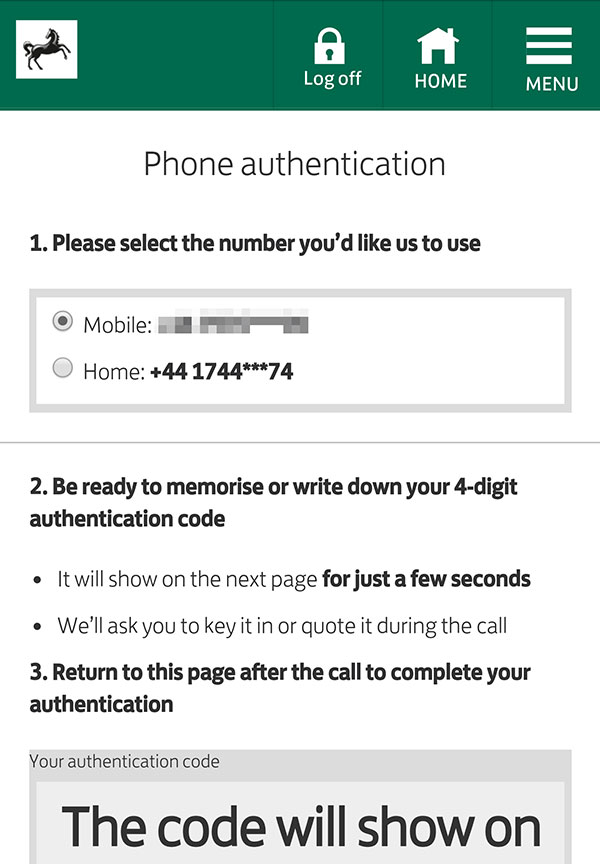 Log off
HOME
MENU
Phone authentication
1. Please select the number you’d like us to use
Mobile:
Home: +44 1744***74
2. Be ready to memorise or write down your 4-digit
authentication code
• It will show on the next page for just a few seconds
• We’ll ask you to key it in or quote it during the call
3. Return to this page after the call to complete your
authentication
Your authentication code
The code will show on